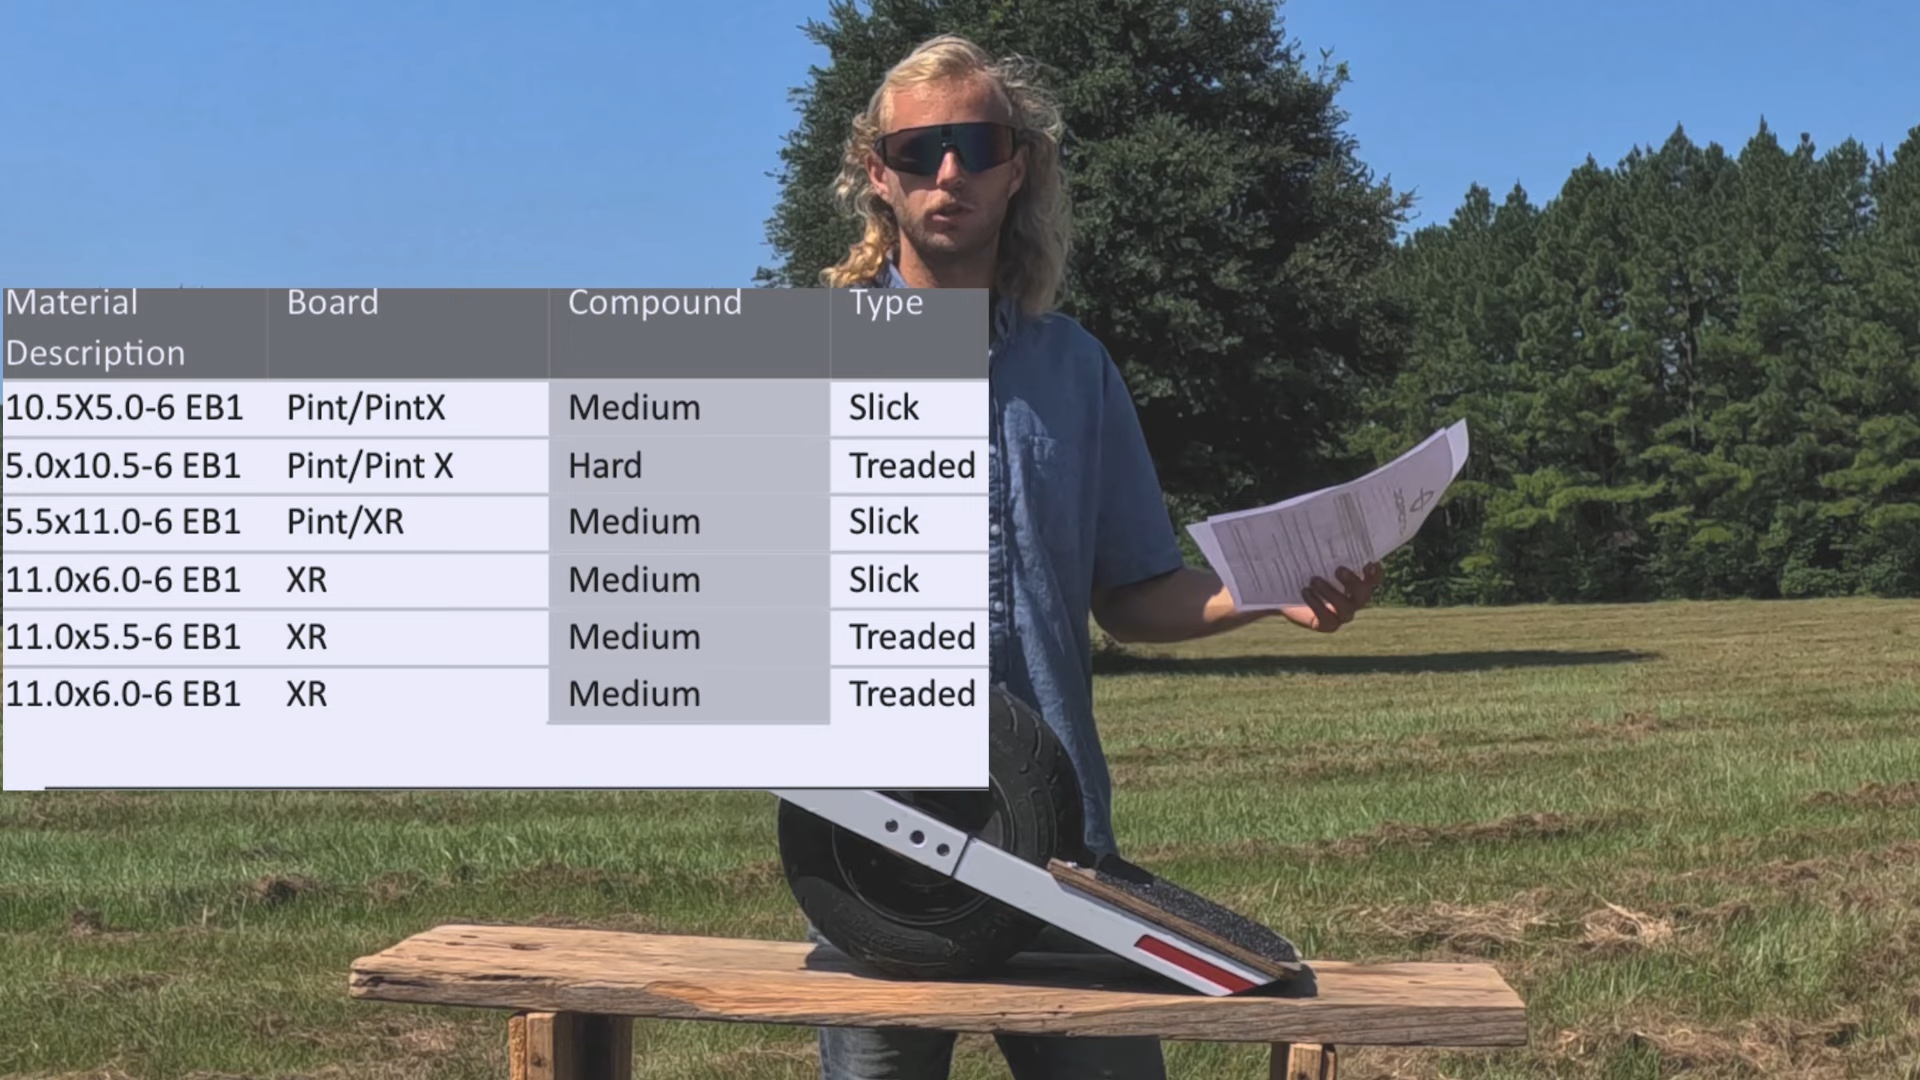 Material Description Board Compound Type
10.5X5.0-6 EB1 Pint/PintX Medium Slick
5.0x10.5-6 EB1 Pint/Pint X Hard Treaded
5.5x11.0-6 EB1 Pint/XR Medium Slick
11.0x6.0-6 EB1 XR Medium Slick
11.0x5.5-6 EB1 XR Medium Treaded
11.0x6.0-6 EB1 XR Medium Treaded